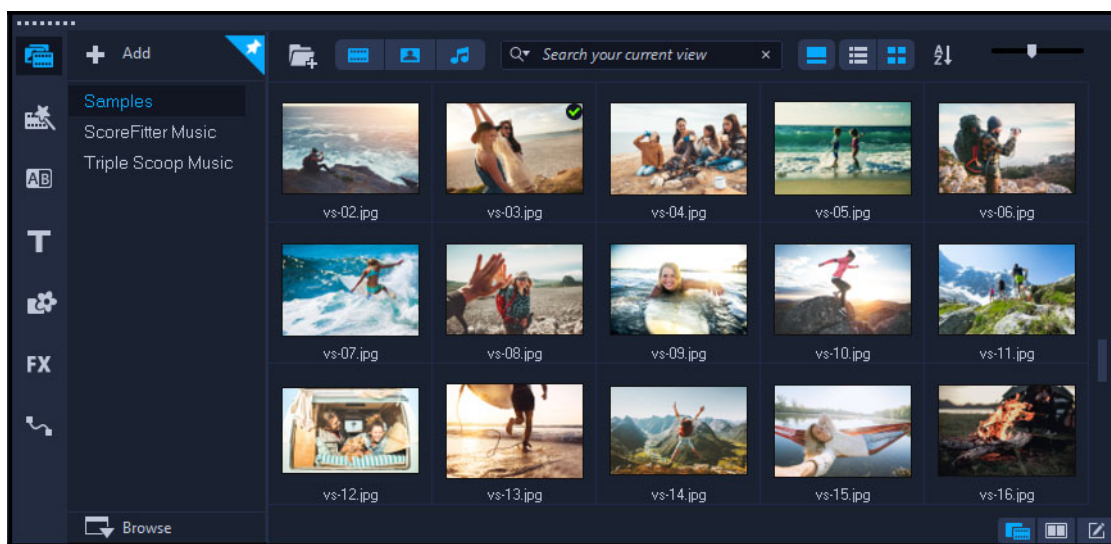 Add
Search your current view
Samples
ScoreFitter Music
Triple Scoop Music
AB
T
FX
A
Z
vs-02.jpg
vs-03.jpg
vs-04.jpg
vs-05.jpg
vs-06.jpg
vs-07.jpg
vs-08.jpg
vs-09.jpg
vs-10.jpg
vs-11.jpg
vs-12.jpg
vs-13.jpg
vs-14.jpg
vs-15.jpg
vs-16.jpg
Browse